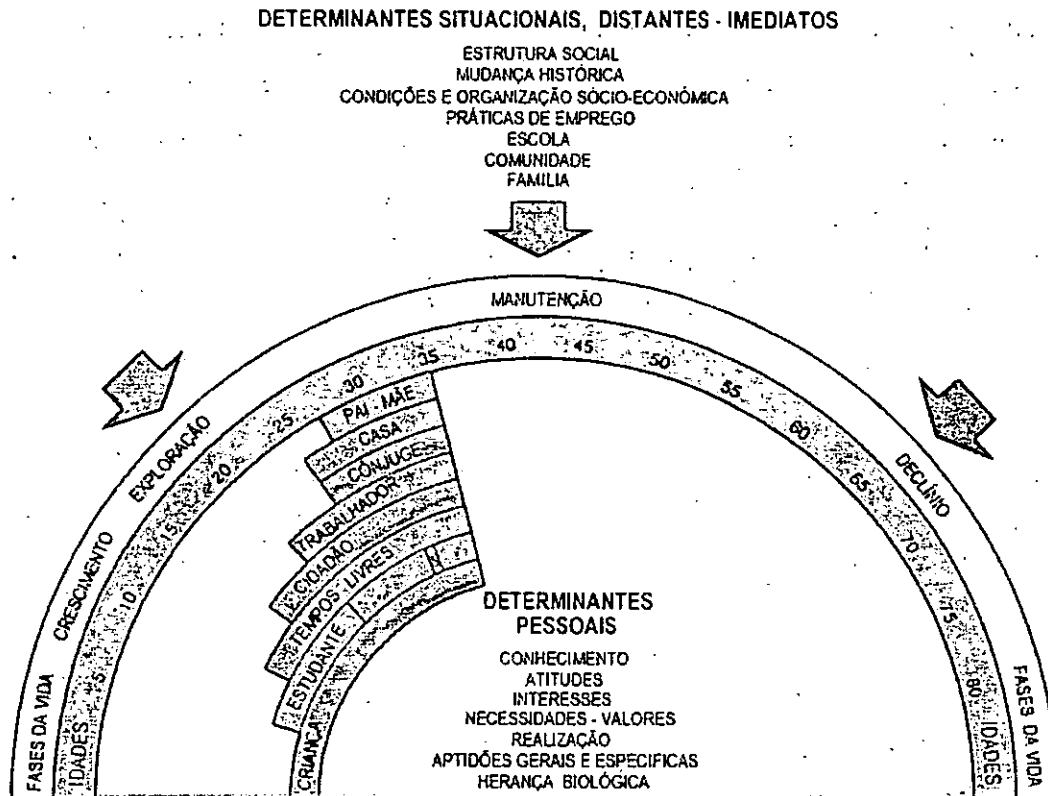 DETERMINANTES SITUACIONAIS, DISTANTES - IMEDIATOS
ESTRUTURA SOCIAL
MUDANÇA HISTÓRICA
CONDIÇÕES E ORGANIZAÇÃO SÓCIO-ECONÓMICA
PRÁTICAS DE EMPREGO
ESCOLA
COMUNIDADE
FAMILIA
FASES DA VIDA
CRESCIMENTO
EXPLORAÇÃO
MANUTENÇÃO
DECLÍNIO
FASES DA VIDA
IDADES
5
10
15
20
25
30
35
40
45
50
55
60
65
70
75
80
IDADES
PAI - MÃE
CASA
CÔNJUGE
TRABALHADOR
CIDADÃO
TEMPOS - LIVRES
ESTUDANTE
CRIANÇA
DETERMINANTES
PESSOAIS
CONHECIMENTO
ATITUDES
INTERESSES
NECESSIDADES - VALORES
REALIZAÇÃO
APTIDÕES GERAIS E ESPECIFICAS
HERANÇA BIOLÓGICA